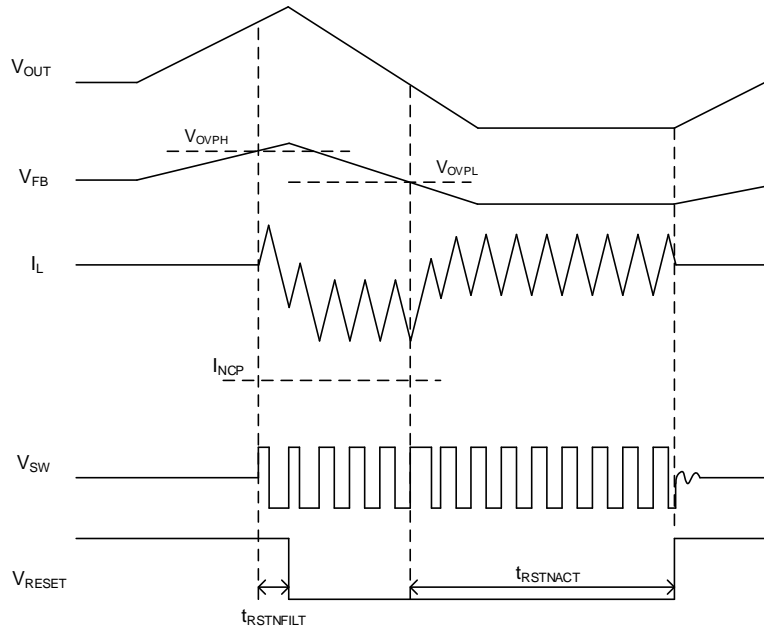 VOUT
VOVPH
VFB
VOVPL
IL
INCP
VSW
VRESET
tRSTNACT
tRSTNFILT